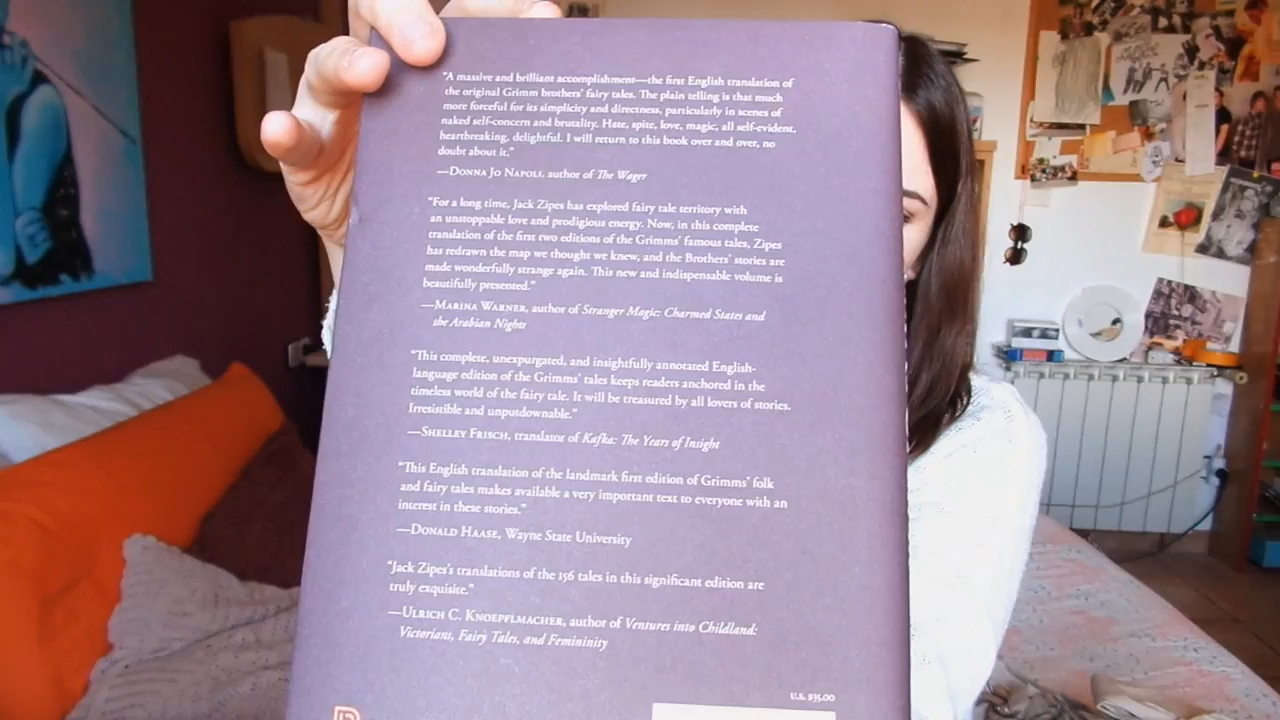 "A massive and brilliant accomplishment—the first English translation of
the original Grimm brothers' fairy tales. The plain telling is that much
more forceful for its simplicity and directness, particularly in scenes of
naked self-concern and brutality. Hate, spite, love, magic, all self-evident,
heartbreaking, delightful. I will return to this book over and over, no
doubt about it."
—Donna Jo Napoli, author of The Wager
"For a long time, Jack Zipes has explored fairy tale territory with
an unstoppable love and prodigious energy. Now, in this complete
translation of the first two editions of the Grimms' famous tales, Zipes
has redrawn the map we thought we knew, and the Brothers' stories are
made wonderfully strange again. This new and indispensable volume is
beautifully presented."
—Marina Warner, author of Stranger Magic: Charmed States and
the Arabian Nights
"This complete, unexpurgated, and insightfully annotated English-
language edition of the Grimms' tales keeps readers anchored in the
timeless world of the fairy tale. It will be treasured by all lovers of stories.
Irresistible and unputdownable."
—Shelley Frisch, translator of Kafka: The Years of Insight
"This English translation of the landmark first edition of Grimms' folk
and fairy tales makes available a very important text to everyone with an
interest in these stories."
—Donald Haase, Wayne State University
"Jack Zipes's translations of the 156 tales in this significant edition are
truly exquisite."
—Ulrich C. Knoepflmacher, author of Ventures into Childland:
Victorians, Fairy Tales, and Femininity
U.S. $35.00